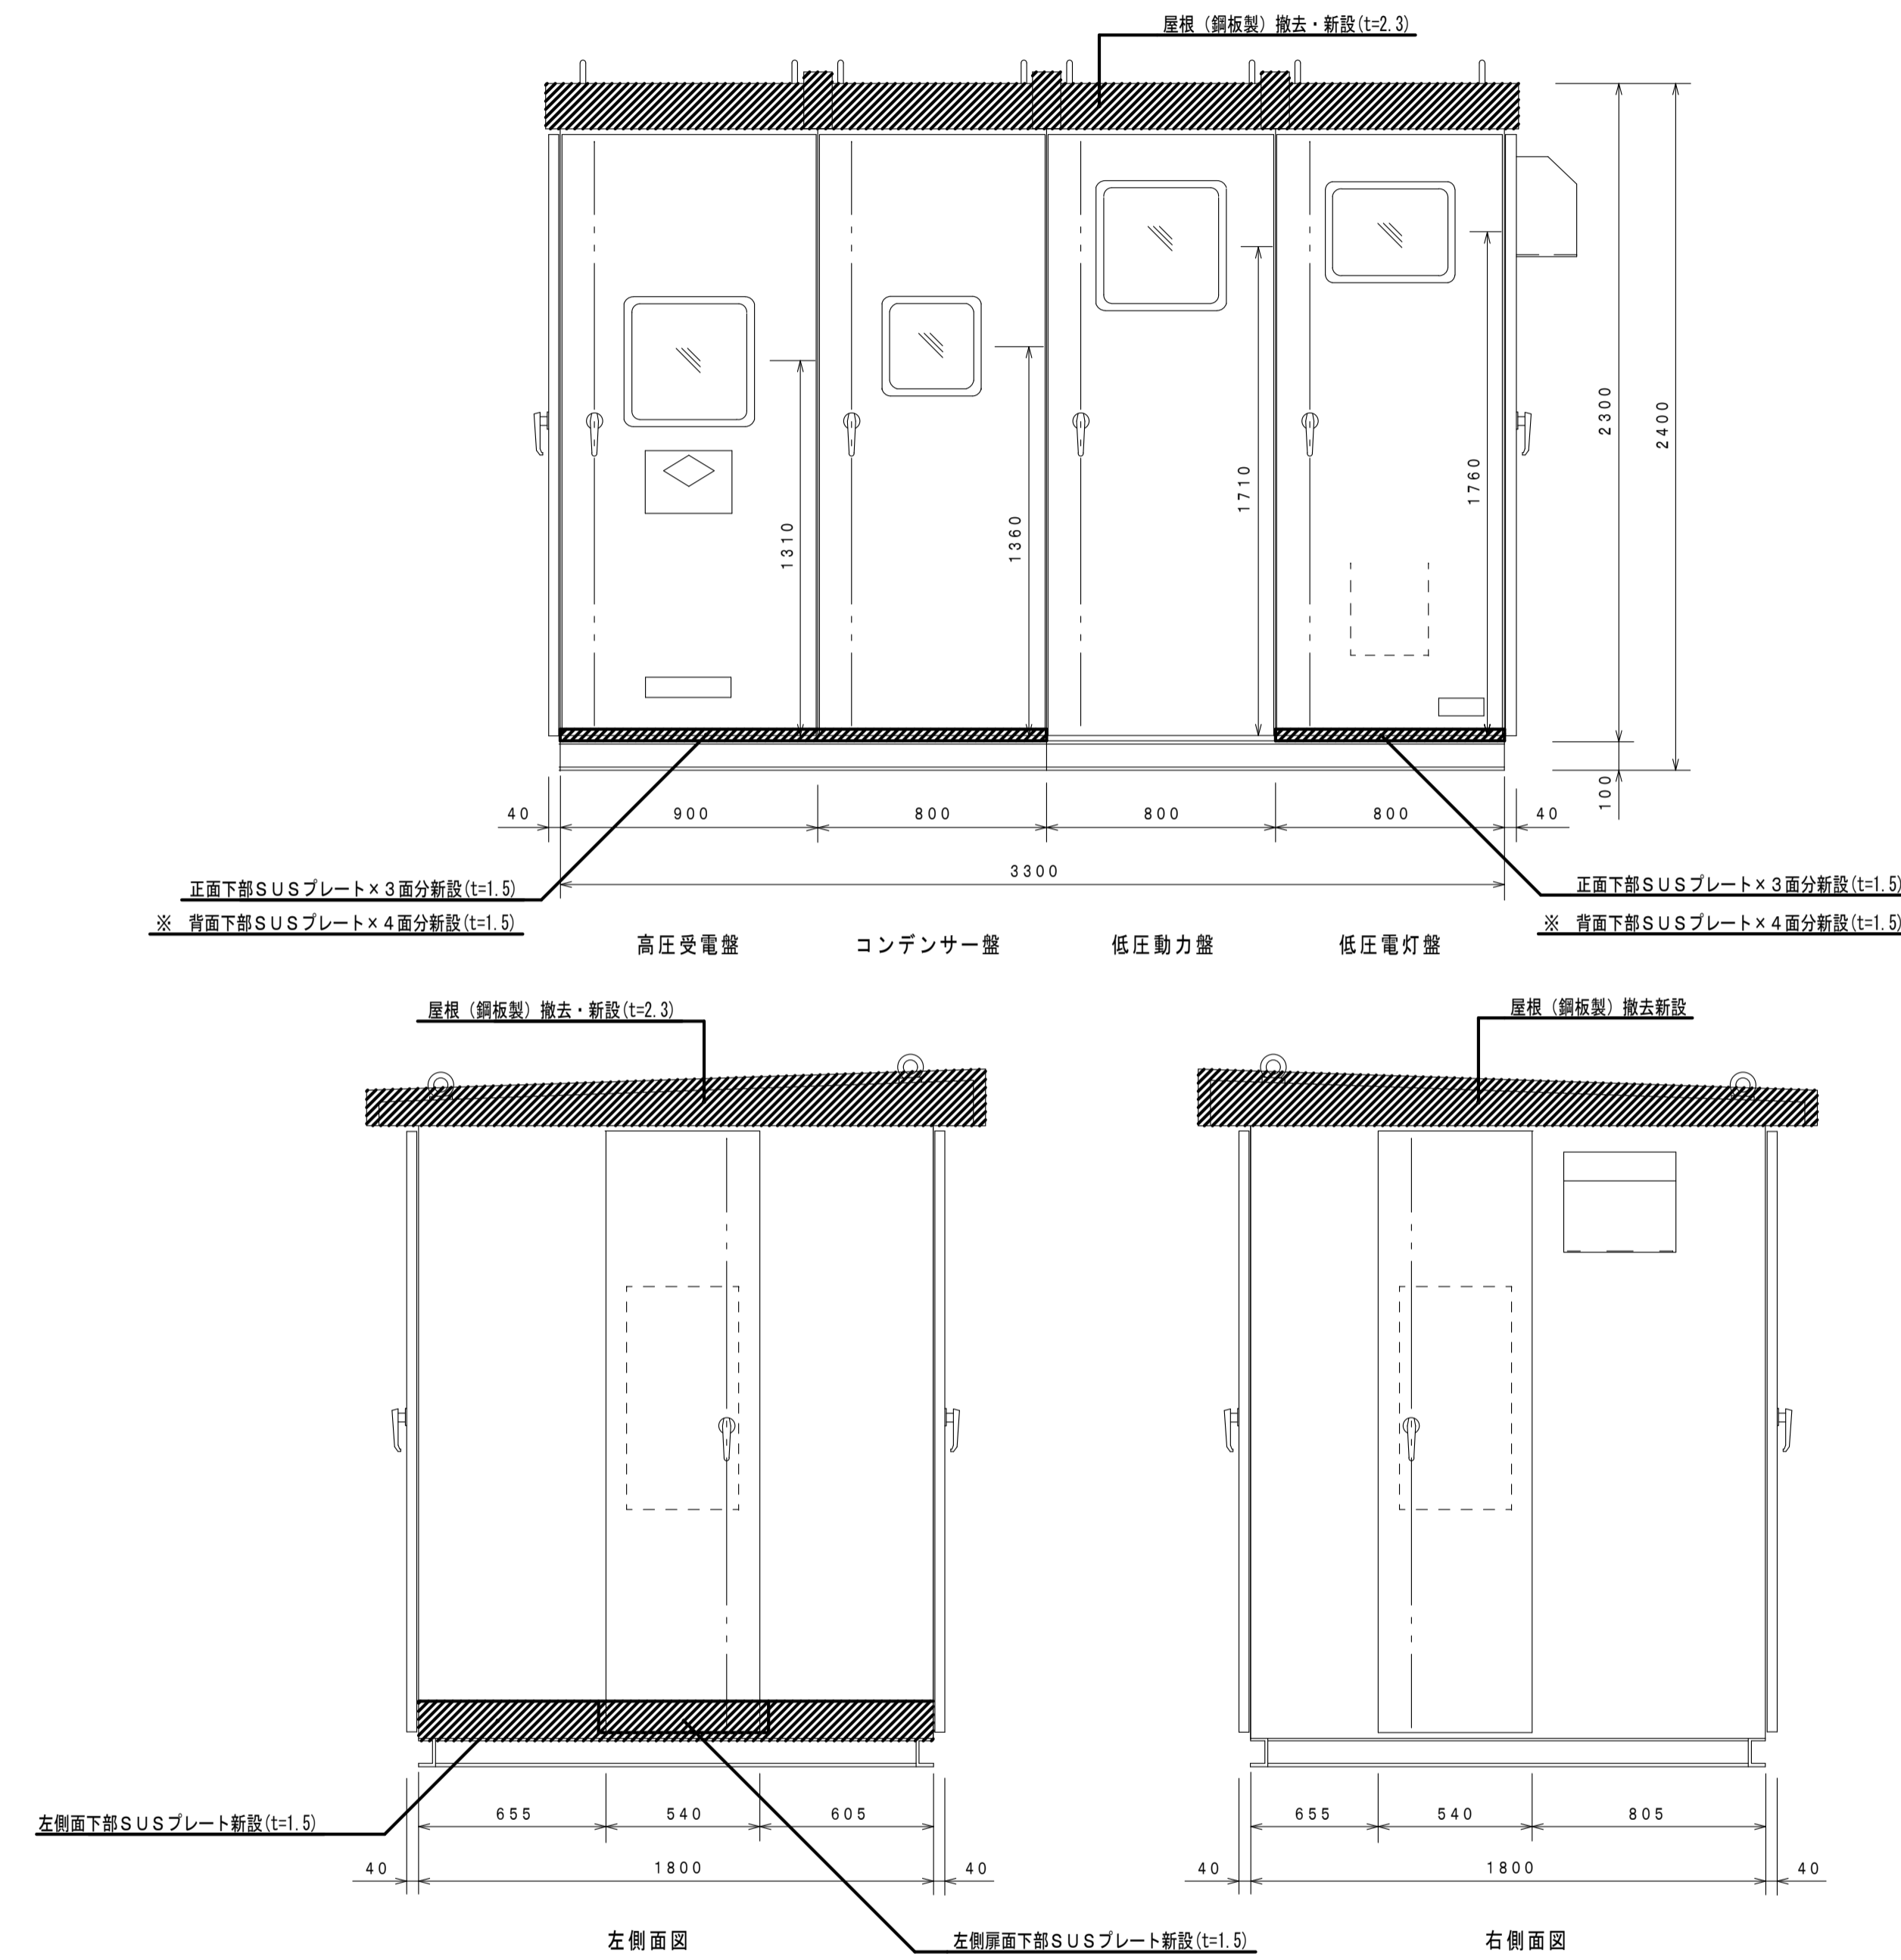 屋根（鋼板製）撤去・新設(t=2.3)
2300
2400
1710
1760
1310
1360
100
40
900
800
800
800
40
3300
正面下部ＳＵＳプレート×３面分新設(t=1.5)
正面下部ＳＵＳプレート×３面分新設(t=1.5)
※　背面下部ＳＵＳプレート×４面分新設(t=1.5)
※　背面下部ＳＵＳプレート×４面分新設(t=1.5)
高圧受電盤
コンデンサー盤
低圧動力盤
低圧電灯盤
屋根（鋼板製）撤去・新設(t=2.3)
屋根（鋼板製）撤去新設
655
540
605
655
540
805
左側面下部ＳＵＳプレート新設(t=1.5)
40
1800
40
40
1800
40
左側面図
左側扉面下部ＳＵＳプレート新設(t=1.5)
右側面図